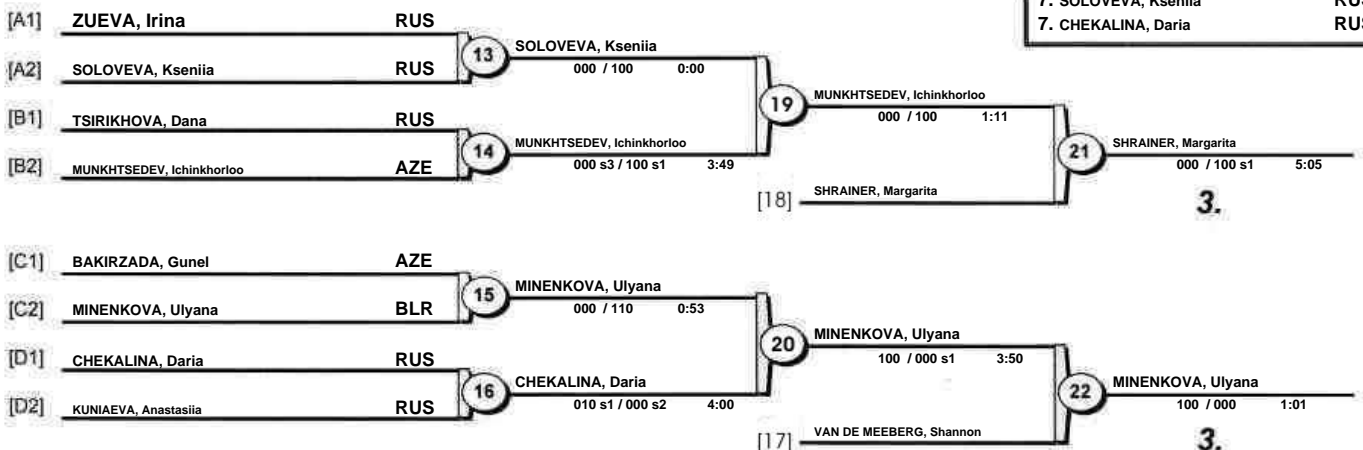 7. SOLOVEVA, Kseniia RUS
7. CHEKALINA, Daria RUS
[A1] ZUEVA, Irina RUS
13
SOLOVEVA, Kseniia
000 / 100 0:00
[A2] SOLOVEVA, Kseniia RUS
19
MUNKHTSEDEV, Ichinkhorloo
000 / 100 1:11
[B1] TSIRIKHOVA, Dana RUS
14
MUNKHTSEDEV, Ichinkhorloo
000 s3 / 100 s1 3:49
[B2] MUNKHTSEDEV, Ichinkhorloo AZE
21
SHRAINER, Margarita
000 / 100 s1 5:05
[18] SHRAINER, Margarita
3.
[C1] BAKIRZADA, Gunel AZE
15
MINENKOVA, Ulyana
000 / 110 0:53
[C2] MINENKOVA, Ulyana BLR
20
MINENKOVA, Ulyana
100 / 000 s1 3:50
[D1] CHEKALINA, Daria RUS
16
CHEKALINA, Daria
010 s1 / 000 s2 4:00
[D2] KUNIAEVA, Anastasiia RUS
22
MINENKOVA, Ulyana
100 / 000 1:01
[17] VAN DE MEEBERG, Shannon
3.